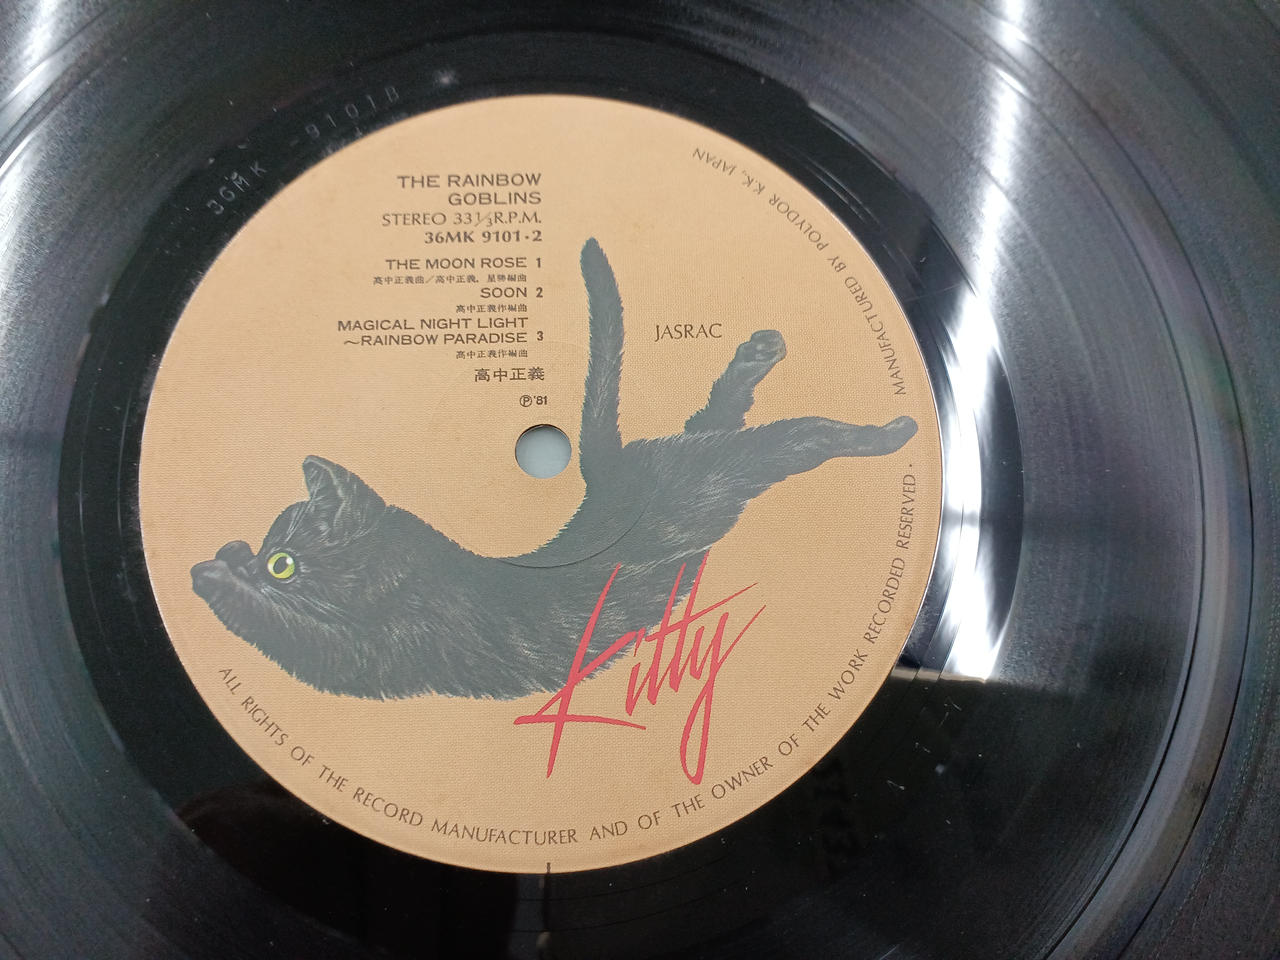 36MK 9101B
THE RAINBOW
GOBLINS
STEREO 33⅓R.P.M.
36MK 9101-2
THE MOON ROSE 1
高中正義曲/高中正義、星勝編曲
SOON 2
高中正義作編曲
MAGICAL NIGHT LIGHT
～RAINBOW PARADISE 3
高中正義作編曲
高中正義
Ⓟ'81
JASRAC
Kitty
MANUFACTURED BY POLYDOR K.K., JAPAN
ALL RIGHTS OF THE RECORD MANUFACTURER AND OF THE OWNER OF THE WORK RECORDED RESERVED ·